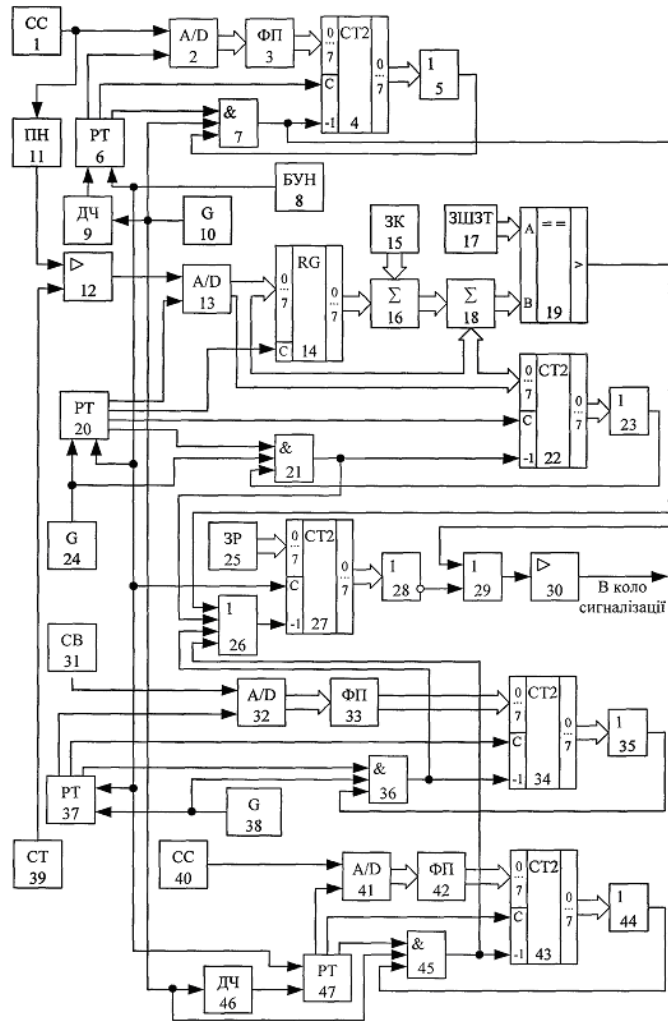 СС
1
A/D
2
ФП
3
0
...
7
C
-1
CT2
4
0
...
7
1
5
ПН
11
РТ
6
&
7
БУН
8
ДЧ
9
G
10
ЗК
15
ЗШЗТ
17
A
B
==
>
19
▷
12
A/D
13
0
...
7
C
RG
14
0
...
7
Σ
16
Σ
18
РТ
20
&
21
0
...
7
C
-1
CT2
22
0
...
7
1
23
G
24
ЗР
25
0
...
7
C
-1
CT2
27
0
...
7
1
28
1
29
▷
30
В коло
сигналізації
1
26
СВ
31
A/D
32
ФП
33
0
...
7
C
-1
CT2
34
0
...
7
1
35
РТ
37
&
36
G
38
СТ
39
СС
40
A/D
41
ФП
42
0
...
7
C
-1
CT2
43
0
...
7
1
44
&
45
ДЧ
46
РТ
47